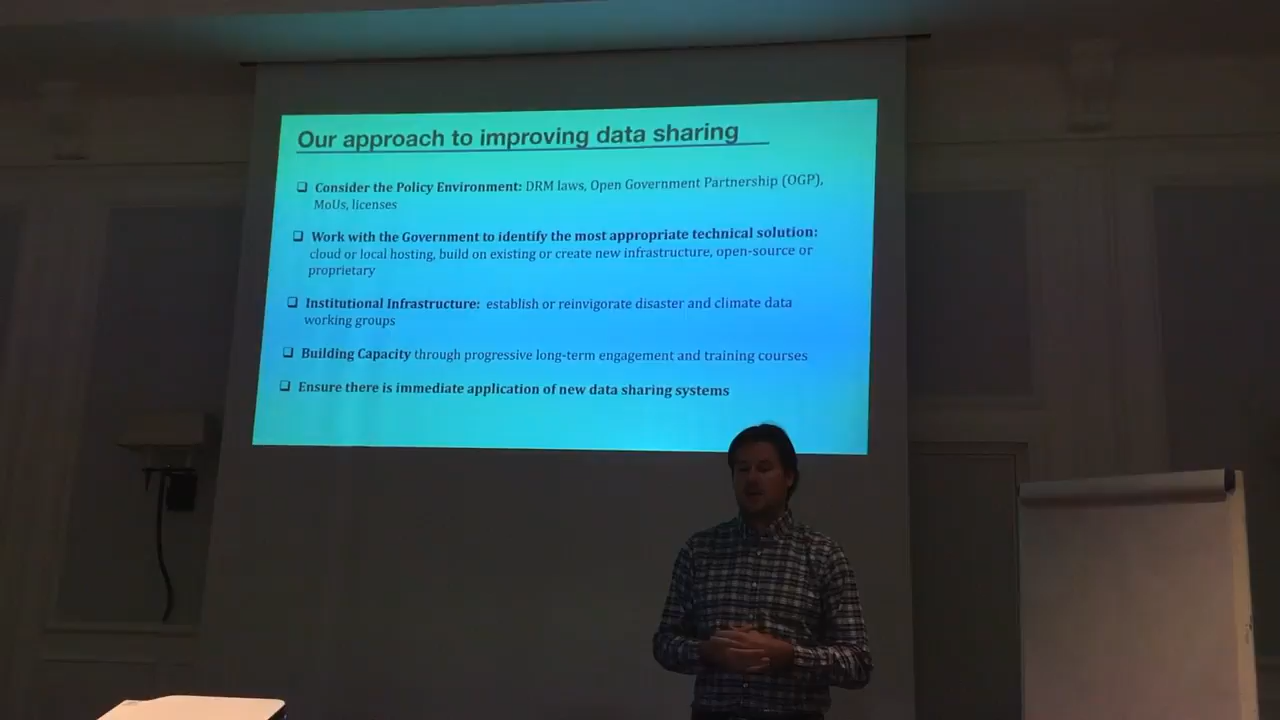 Our approach to improving data sharing
❑ Consider the Policy Environment: DRM laws, Open Government Partnership (OGP),
MoUs, licenses
❑ Work with the Government to identify the most appropriate technical solution:
cloud or local hosting, build on existing or create new infrastructure, open-source or
proprietary
❑ Institutional Infrastructure: establish or reinvigorate disaster and climate data
working groups
❑ Building Capacity through progressive long-term engagement and training courses
❑ Ensure there is immediate application of new data sharing systems